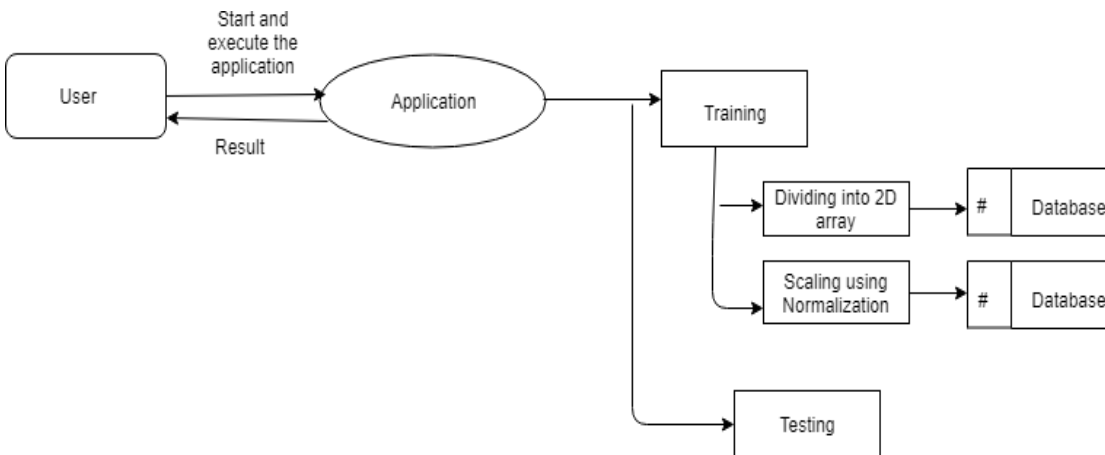 Start and
execute the
application
User
Application
Result
Training
Dividing into 2D
array
#
Database
Scaling using
Normalization
#
Database
Testing